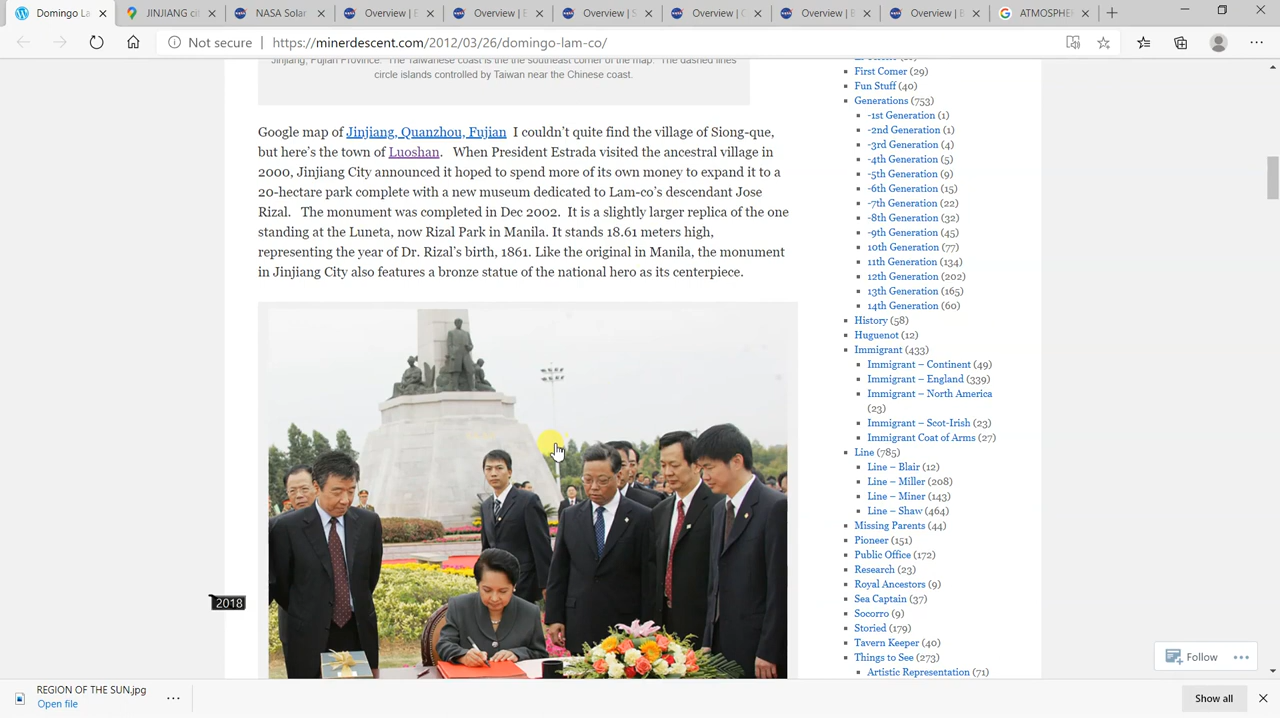 Domingo La
JINJIANG cit
NASA Solar
Overview | E
Overview | E
Overview | S
Overview | C
Overview | E
Overview | E
ATMOSPHE
Not secure
https://minerdescent.com/2012/03/26/domingo-lam-co/
Jinjiang, Fujian Province. The Taiwanese coast is the southeast corner of the map. The dashed lines
circle islands controlled by Taiwan near the Chinese coast.
Google map of Jinjiang, Quanzhou, Fujian I couldn't quite find the village of Siong-que,
but here's the town of Luoshan. When President Estrada visited the ancestral village in
2000, Jinjiang City announced it hoped to spend more of its own money to expand it to a
20-hectare park complete with a new museum dedicated to Lam-co's descendant Jose
Rizal. The monument was completed in Dec 2002. It is a slightly larger replica of the one
standing at the Luneta, now Rizal Park in Manila. It stands 18.61 meters high,
representing the year of Dr. Rizal's birth, 1861. Like the original in Manila, the monument
in Jinjiang City also features a bronze statue of the national hero as its centerpiece.
2018
First Comer (29)
Fun Stuff (40)
Generations (753)
-1st Generation (1)
-2nd Generation (1)
-3rd Generation (4)
-4th Generation (5)
-5th Generation (9)
-6th Generation (15)
-7th Generation (22)
-8th Generation (32)
-9th Generation (45)
10th Generation (77)
11th Generation (134)
12th Generation (202)
13th Generation (165)
14th Generation (60)
History (58)
Huguenot (12)
Immigrant (433)
Immigrant – Continent (49)
Immigrant – England (339)
Immigrant – North America
(23)
Immigrant – Scot-Irish (23)
Immigrant Coat of Arms (27)
Line (785)
Line – Blair (12)
Line – Miller (208)
Line – Miner (143)
Line – Shaw (464)
Missing Parents (44)
Pioneer (151)
Public Office (172)
Research (23)
Royal Ancestors (9)
Sea Captain (37)
Socorro (9)
Storied (179)
Tavern Keeper (40)
Things to See (273)
Artistic Representation (71)
Follow
REGION OF THE SUN.jpg
Open file
Show all